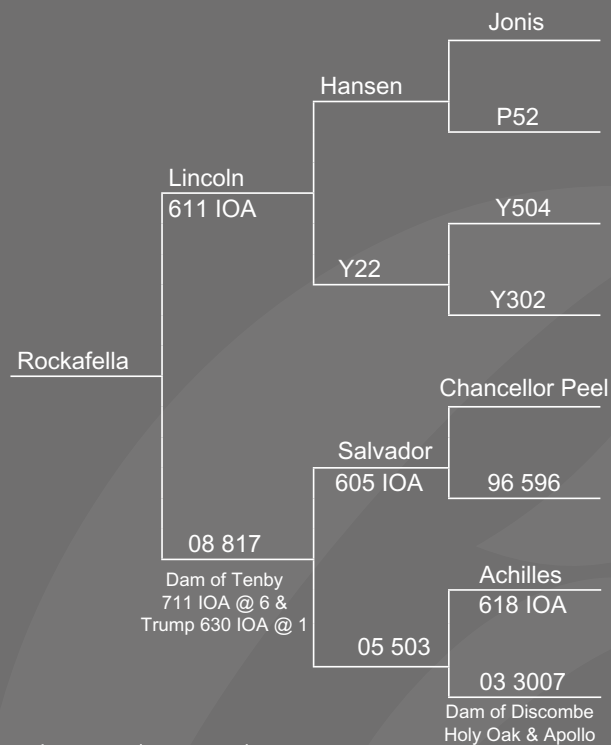 Jonis
Hansen
P52
Lincoln
611 IOA
Y504
Y22
Y302
Rockafella
Chancellor Peel
Salvador
605 IOA
96 596
08 817
Dam of Tenby
711 IOA @ 6 &
Trump 630 IOA @ 1
Achilles
618 IOA
05 503
03 3007
Dam of Discombe
Holy Oak & Apollo